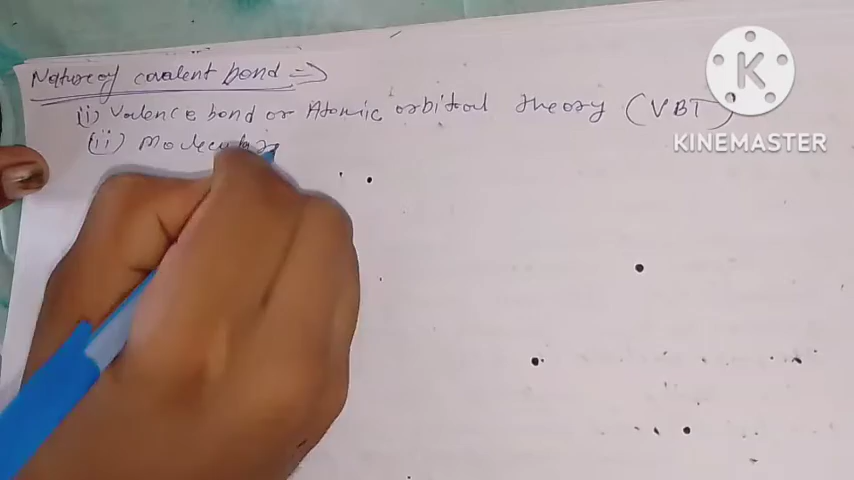 Nature of covalent bond =>
(i) Valence bond or Atomic orbital theory (VBT)
(ii) Molecular
KINEMASTER